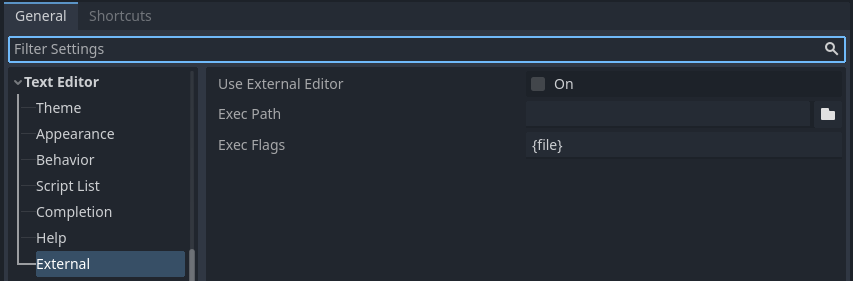 General Shortcuts
Filter Settings
Text Editor
Theme
Appearance
Behavior
Script List
Completion
Help
External
Use External Editor On
Exec Path
Exec Flags {file}